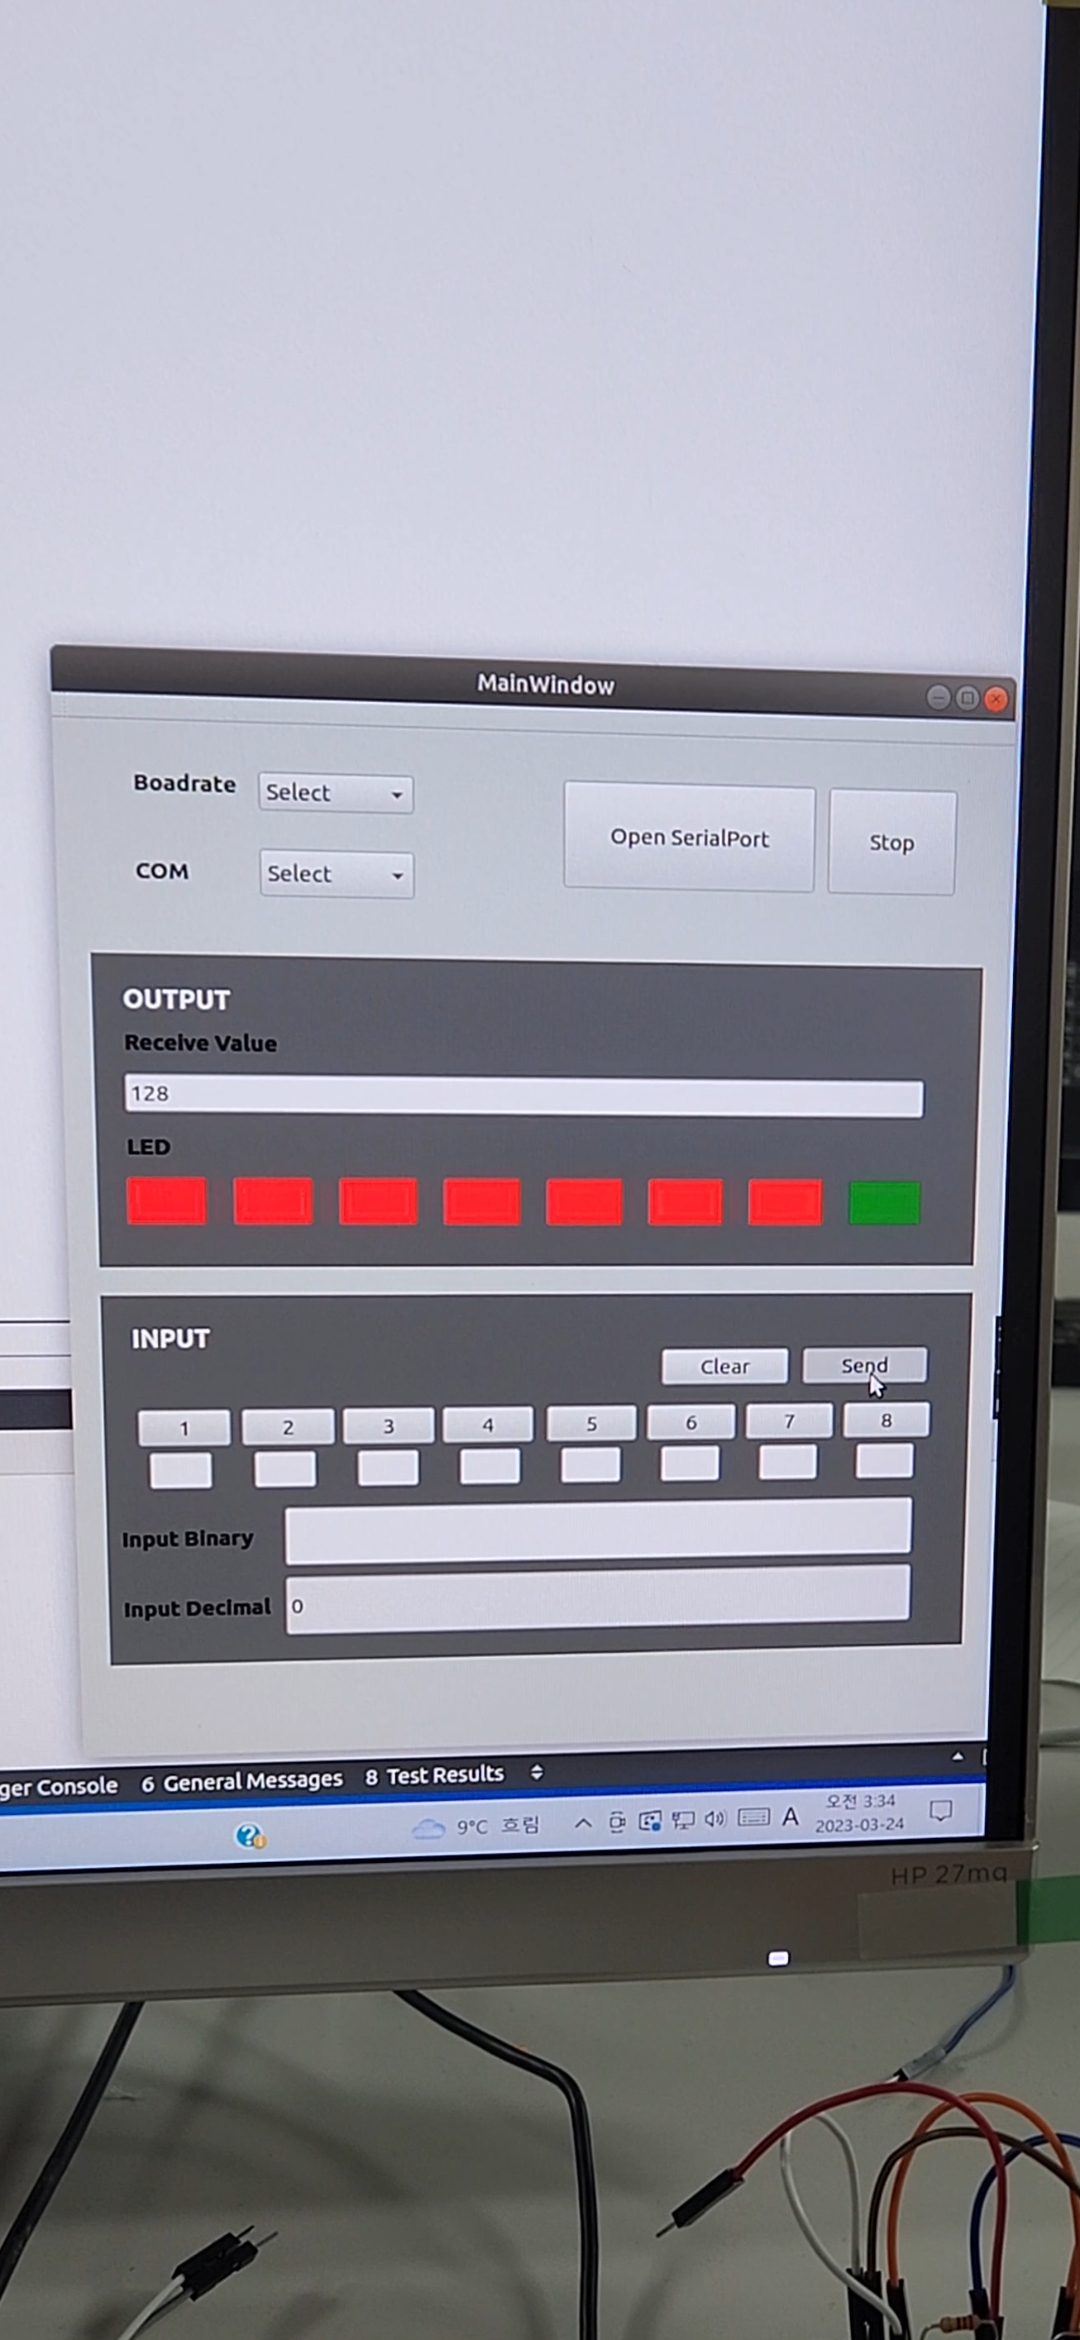 MainWindow
Boadrate Select
Open SerialPort Stop
COM Select
OUTPUT
Receive Value
128
LED
INPUT
Clear Send
1 2 3 4 5 6 7 8
Input Binary
Input Decimal 0
ger Console 6 General Messages 8 Test Results
9°C 흐림 A 오전 3:34
2023-03-24
HP 27mq